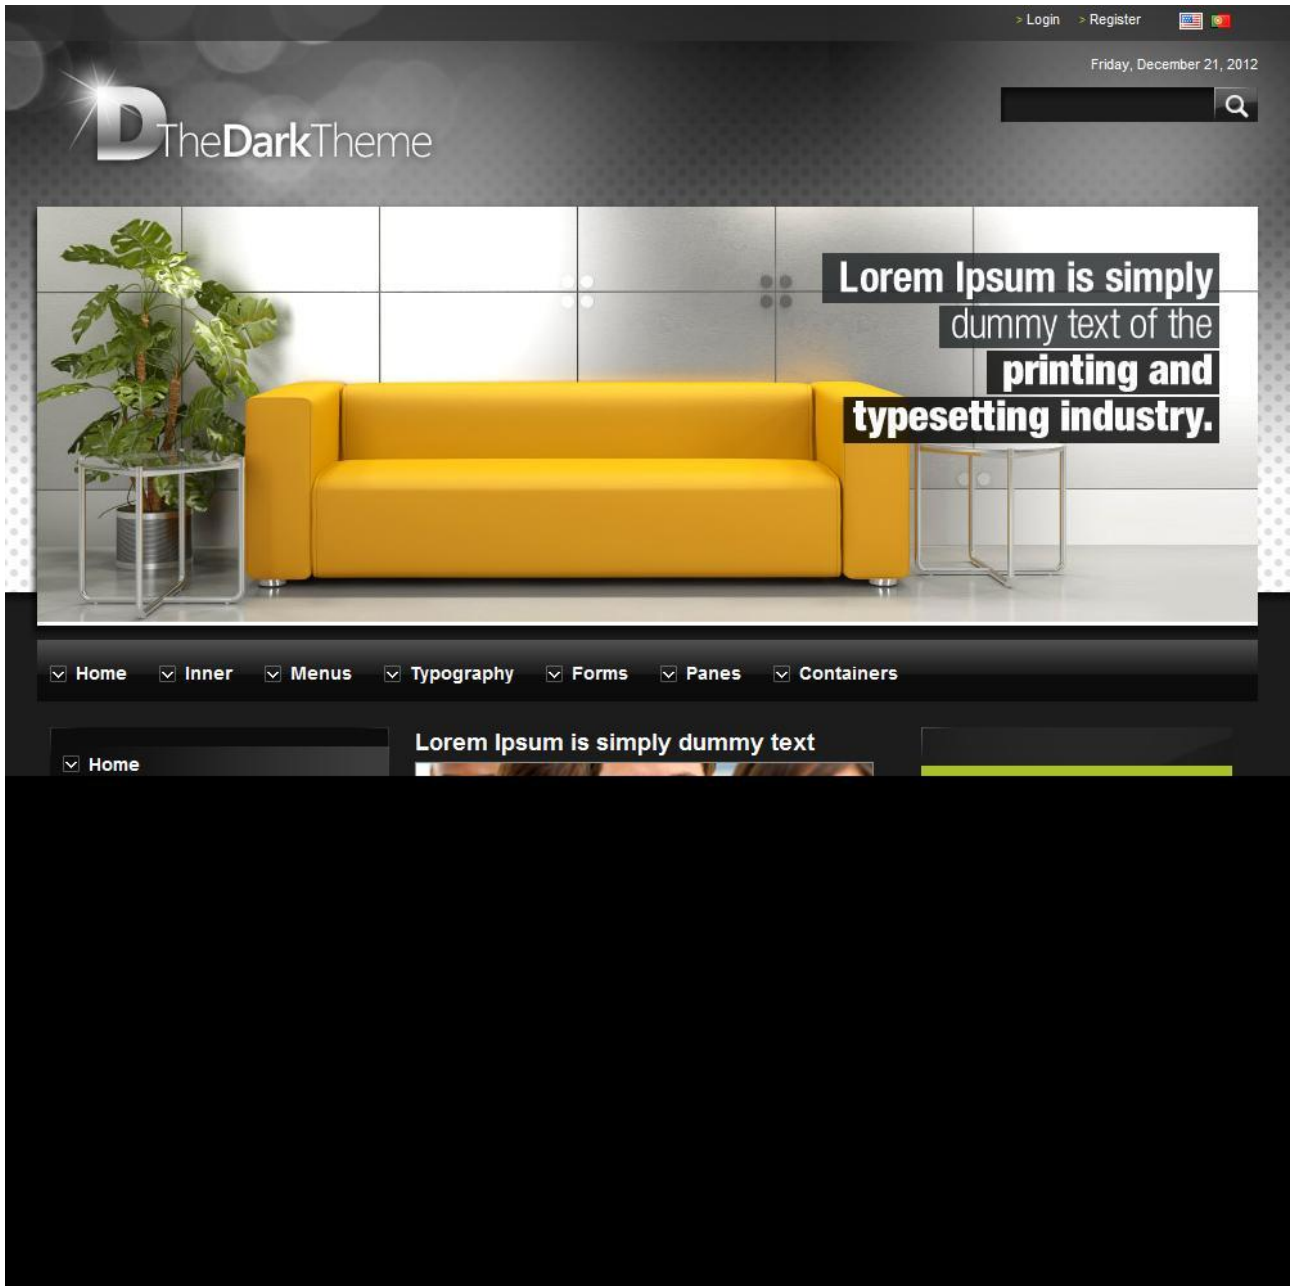 > Login > Register
Friday, December 21, 2012
D TheDarkTheme
Lorem Ipsum is simply
dummy text of the
printing and
typesetting industry.
Home Inner Menus Typography Forms Panes Containers
Home
Lorem Ipsum is simply dummy text